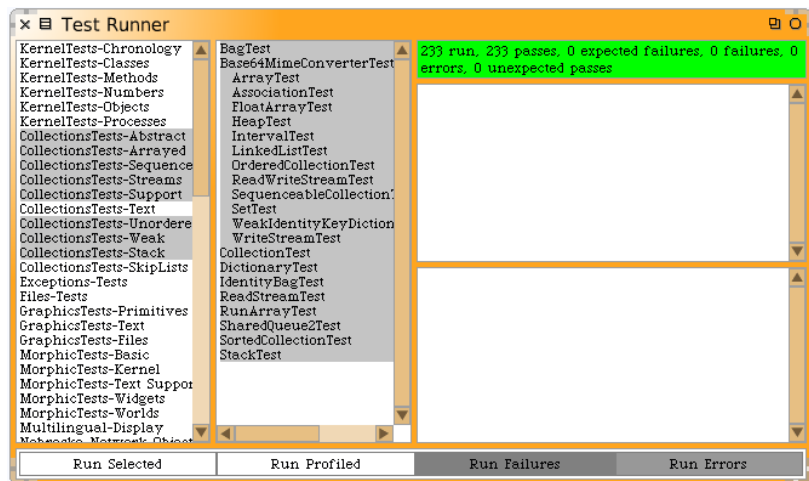 Test Runner
KernelTests-Chronology
KernelTests-Classes
KernelTests-Methods
KernelTests-Numbers
KernelTests-Objects
KernelTests-Processes
CollectionsTests-Abstract
CollectionsTests-Arrayed
CollectionsTests-Sequence
CollectionsTests-Streams
CollectionsTests-Support
CollectionsTests-Text
CollectionsTests-Unordere
CollectionsTests-Weak
CollectionsTests-Stack
CollectionsTests-SkipLists
Exceptions-Tests
Files-Tests
GraphicsTests-Primitives
GraphicsTests-Text
GraphicsTests-Files
MorphicTests-Basic
MorphicTests-Kernel
MorphicTests-Text Suppor
MorphicTests-Widgets
MorphicTests-Worlds
Multilingual-Display
Nebraska-Network-Object
BagTest
Base64MimeConverterTest
ArrayTest
AssociationTest
FloatArrayTest
HeapTest
IntervalTest
LinkedListTest
OrderedCollectionTest
ReadWriteStreamTest
SequenceableCollectionT
SetTest
WeakIdentityKeyDiction
WriteStreamTest
CollectionTest
DictionaryTest
IdentityBagTest
ReadStreamTest
RunArrayTest
SharedQueue2Test
SortedCollectionTest
StackTest
233 run, 233 passes, 0 expected failures, 0 failures, 0
errors, 0 unexpected passes
Run Selected
Run Profiled
Run Failures
Run Errors